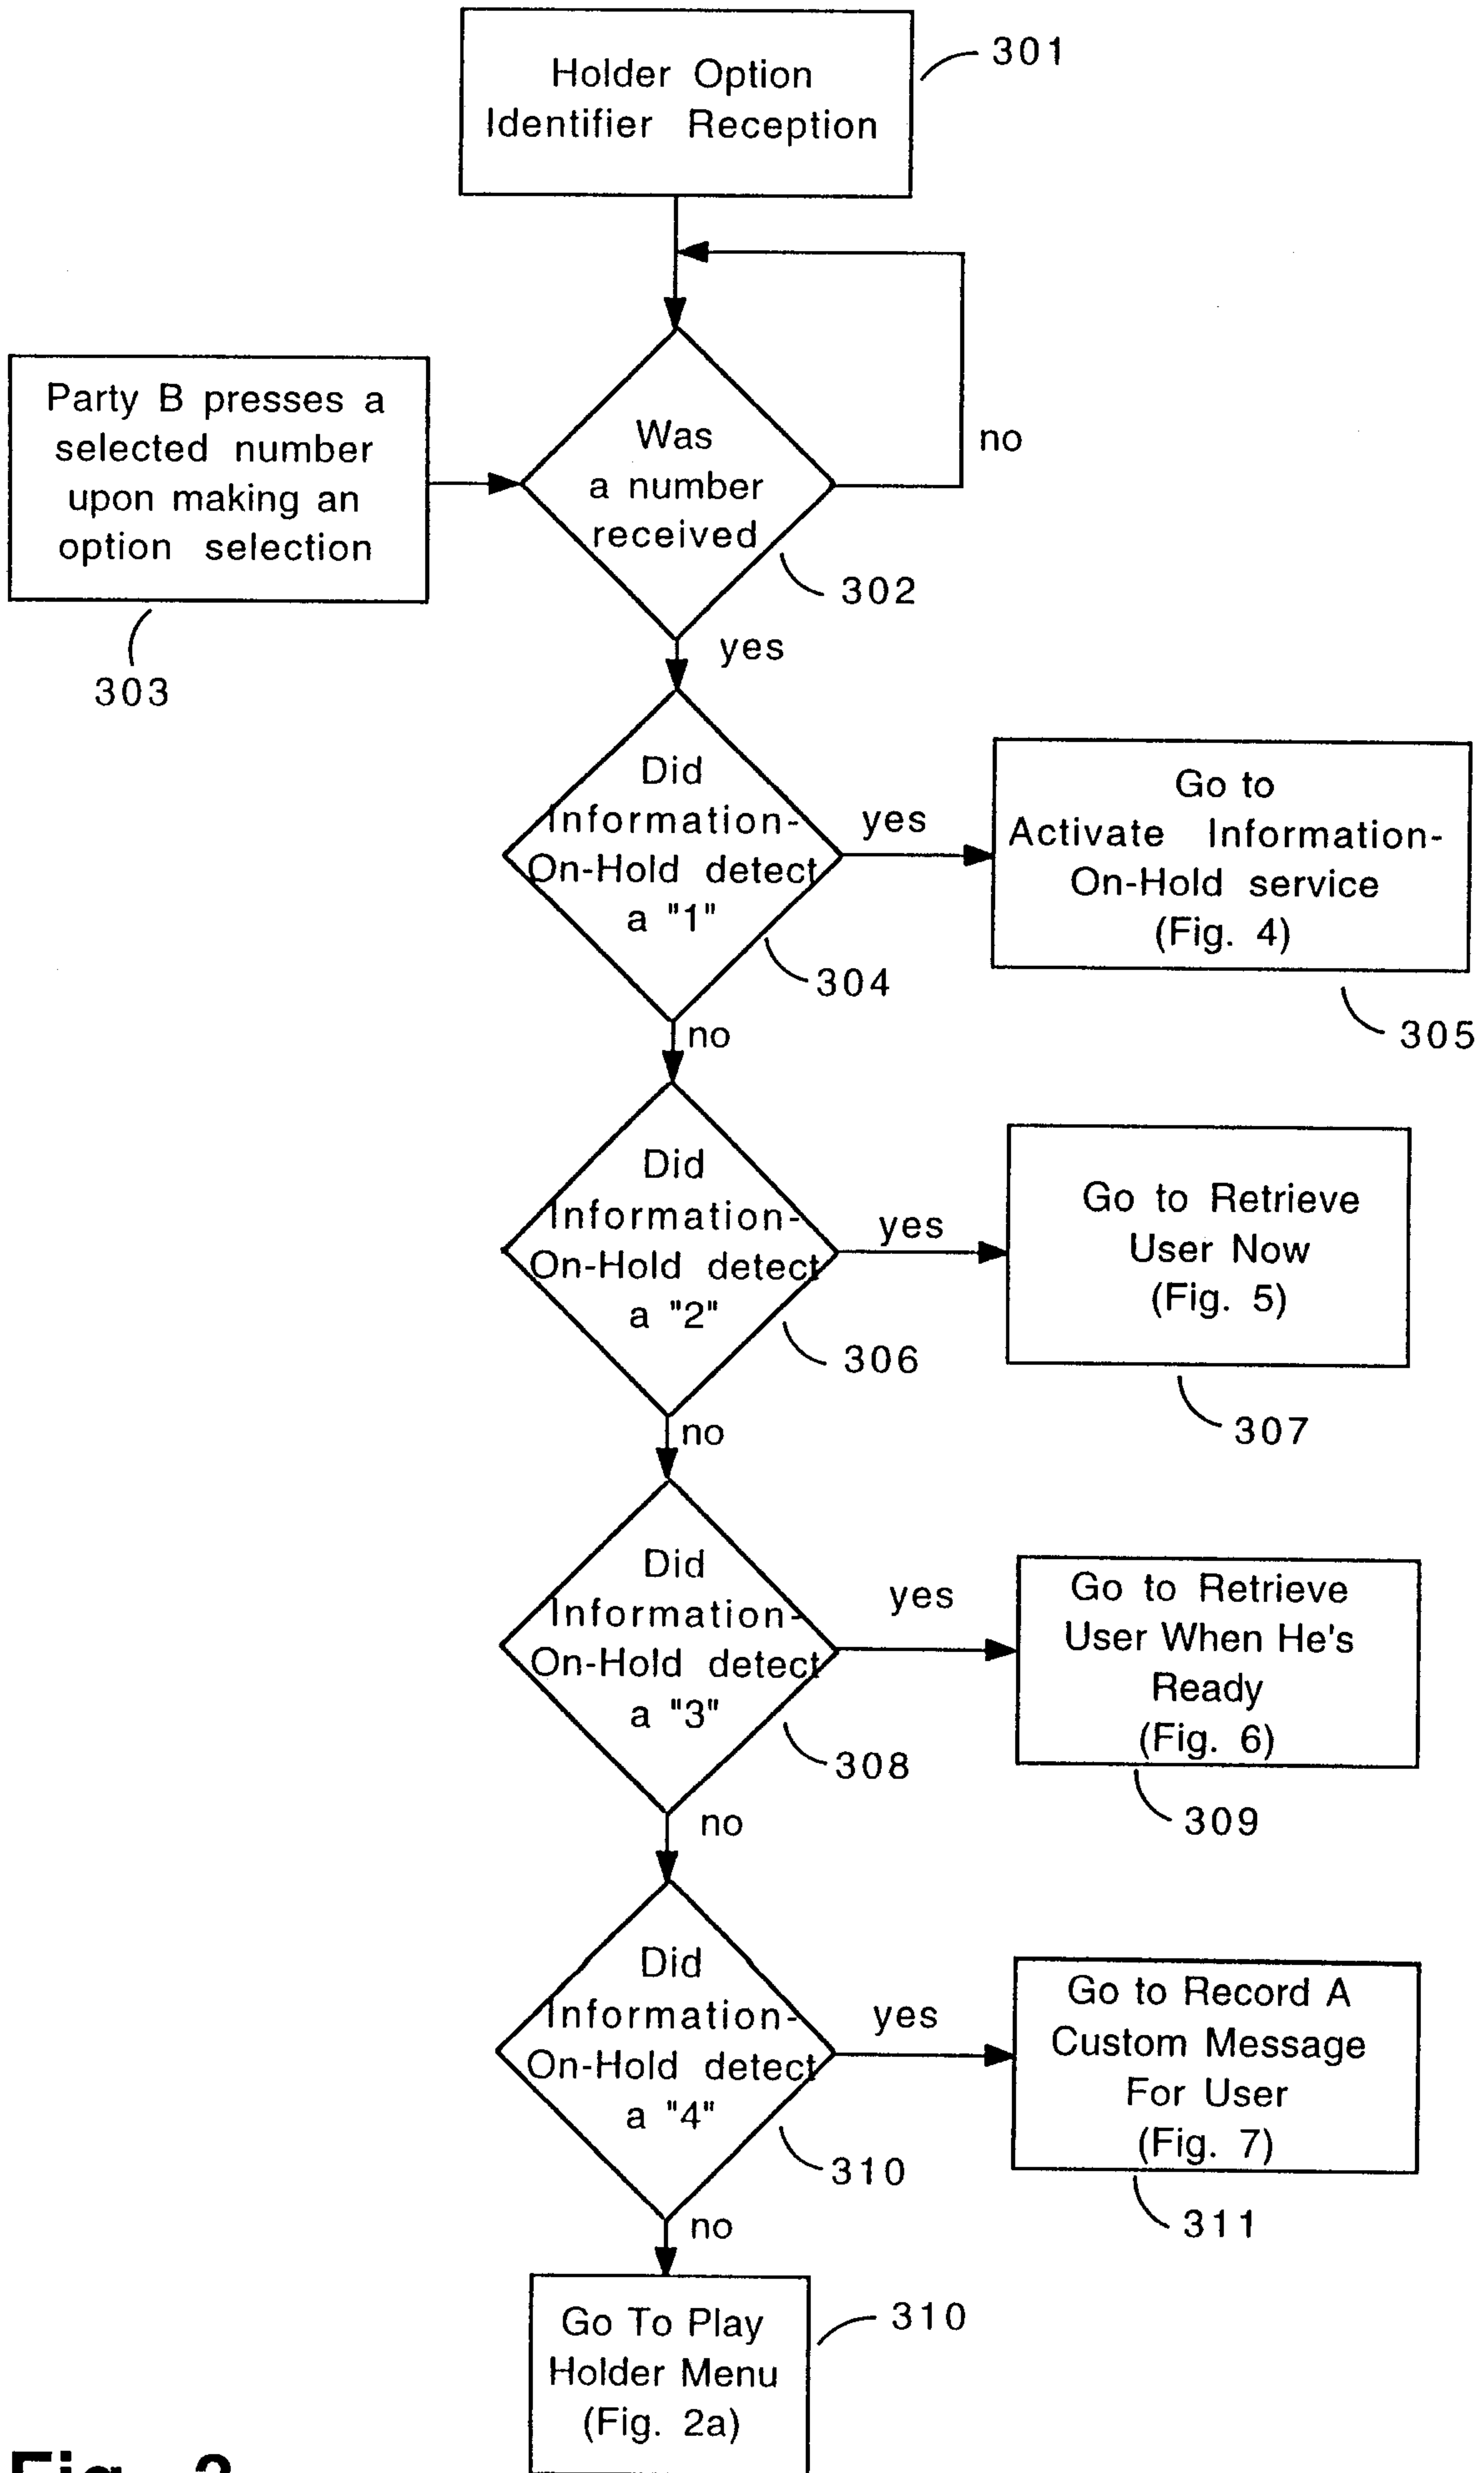 Holder Option
Identifier Reception
301
Party B presses a
selected number
upon making an
option selection
303
Was
a number
received
no
302
yes
Did
Information-
On-Hold detect
a "1"
304
yes
Go to
Activate Information-
On-Hold service
(Fig. 4)
305
no
Did
Information-
On-Hold detect
a "2"
306
yes
Go to Retrieve
User Now
(Fig. 5)
307
no
Did
Information-
On-Hold detect
a "3"
308
yes
Go to Retrieve
User When He's
Ready
(Fig. 6)
309
no
Did
Information-
On-Hold detect
a "4"
310
yes
Go to Record A
Custom Message
For User
(Fig. 7)
311
no
Go To Play
Holder Menu
(Fig. 2a)
310
Fig.